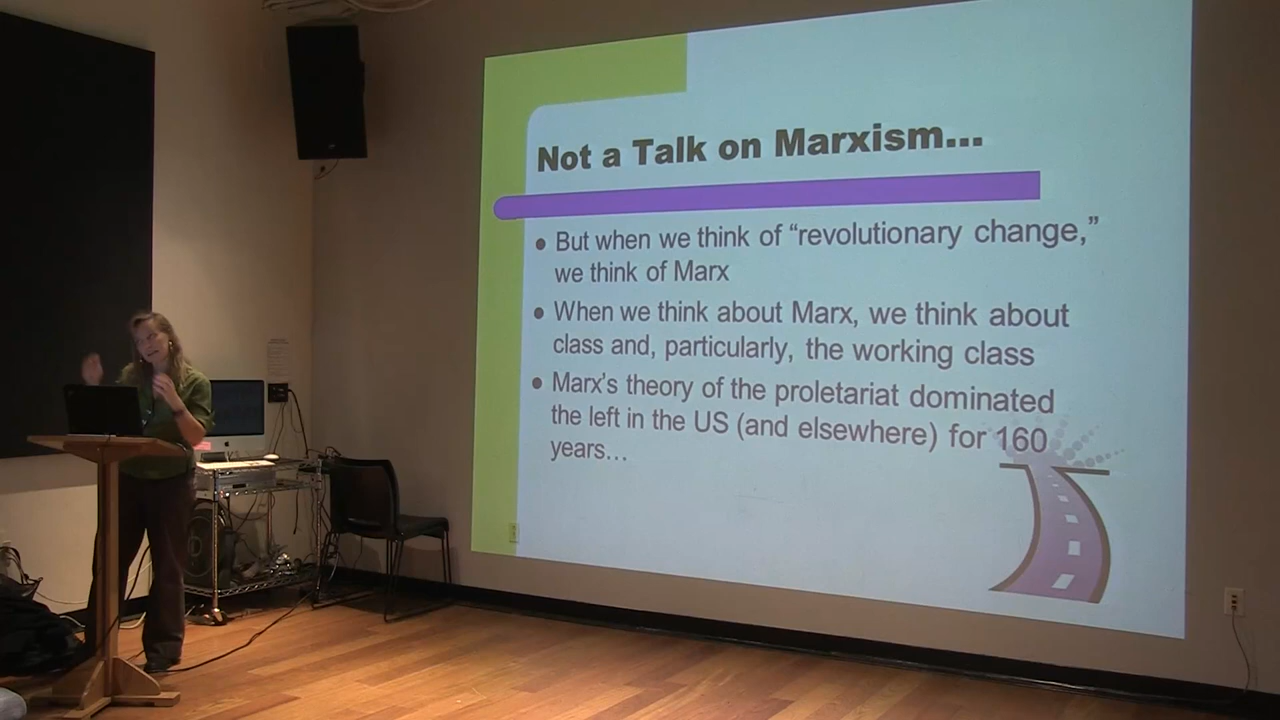 Not a Talk on Marxism...
● But when we think of “revolutionary change,”
we think of Marx
● When we think about Marx, we think about
class and, particularly, the working class
● Marx’s theory of the proletariat dominated
the left in the US (and elsewhere) for 160
years...